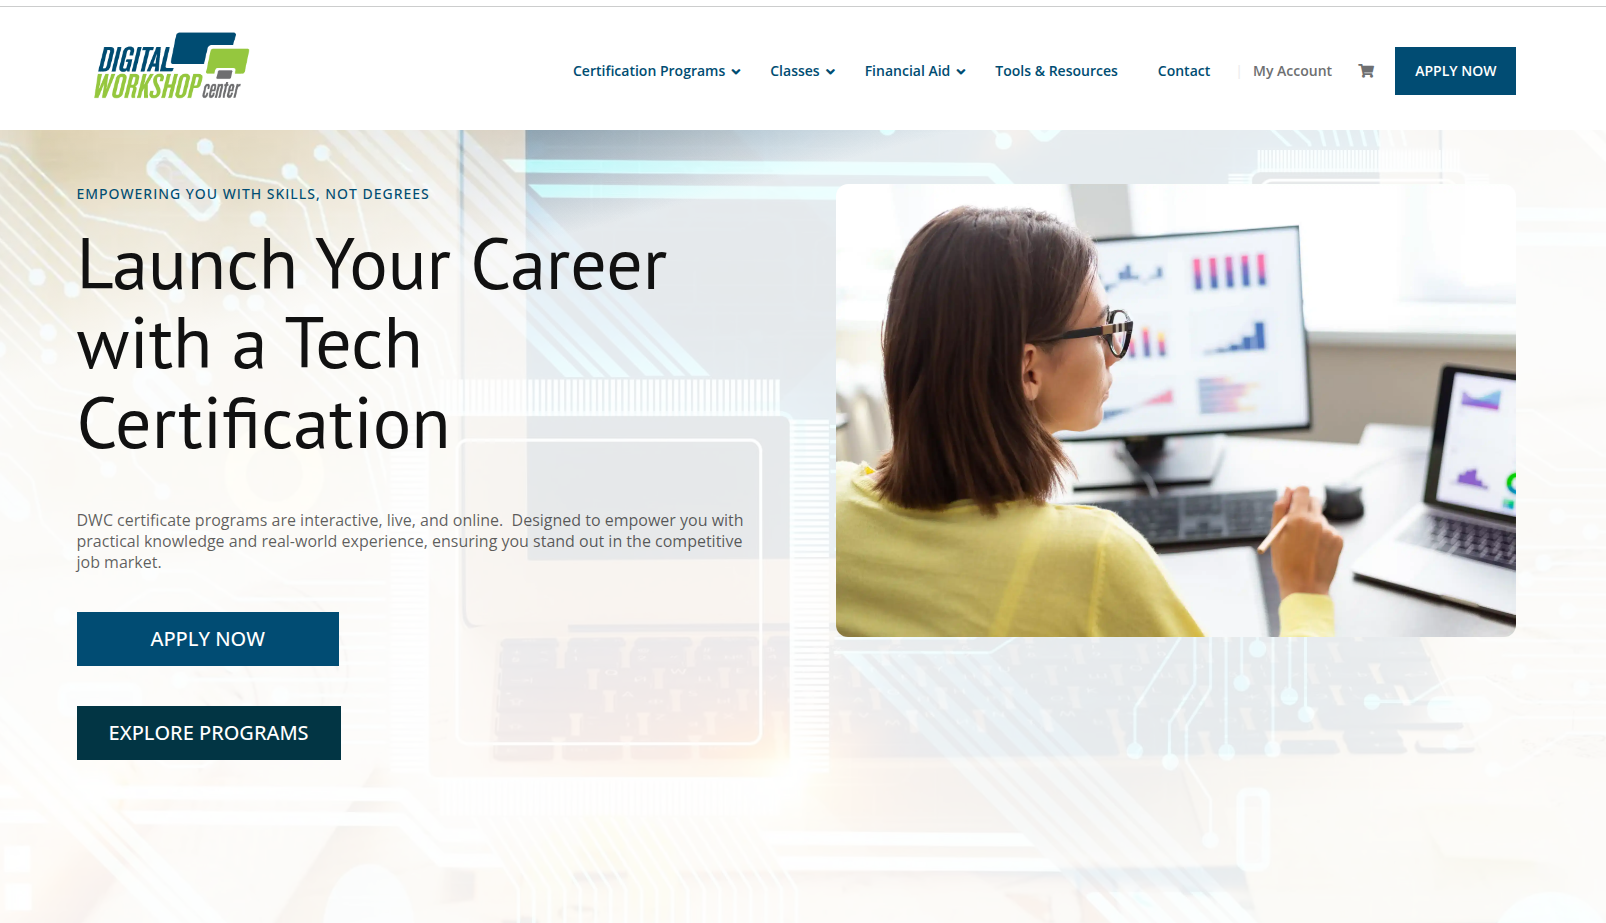 DIGITAL
WORKSHOP center
Certification Programs
Classes
Financial Aid
Tools & Resources
Contact
My Account
APPLY NOW
EMPOWERING YOU WITH SKILLS, NOT DEGREES
Launch Your Career
with a Tech
Certification
DWC certificate programs are interactive, live, and online.  Designed to empower you with
practical knowledge and real-world experience, ensuring you stand out in the competitive
job market.
APPLY NOW
EXPLORE PROGRAMS